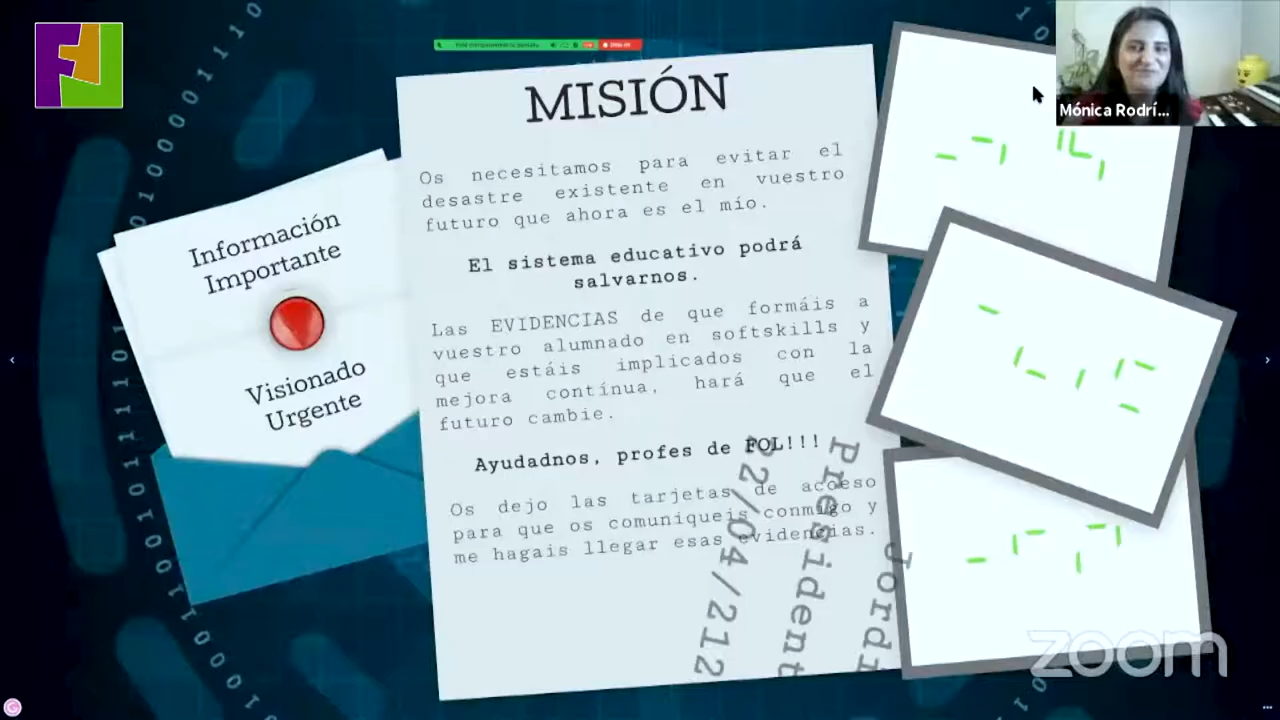 Información
Importante
Visionado
Urgente
MISIÓN
Os necesitamos para evitar el
desastre existente en vuestro
futuro que ahora es el mío.
El sistema educativo podrá
salvarnos.
Las EVIDENCIAS de que formáis a
vuestro alumnado en softskills y
que estáis implicados con la
mejora contínua, hará que el
futuro cambie.
Ayudadnos, profes de FOL!!!
Os dejo las tarjetas de acceso
para que os comuniqueis conmigo y
me hagais llegar esas evidencias.
Jordi
President
22/04/212
Mónica Rodrí...
zoom